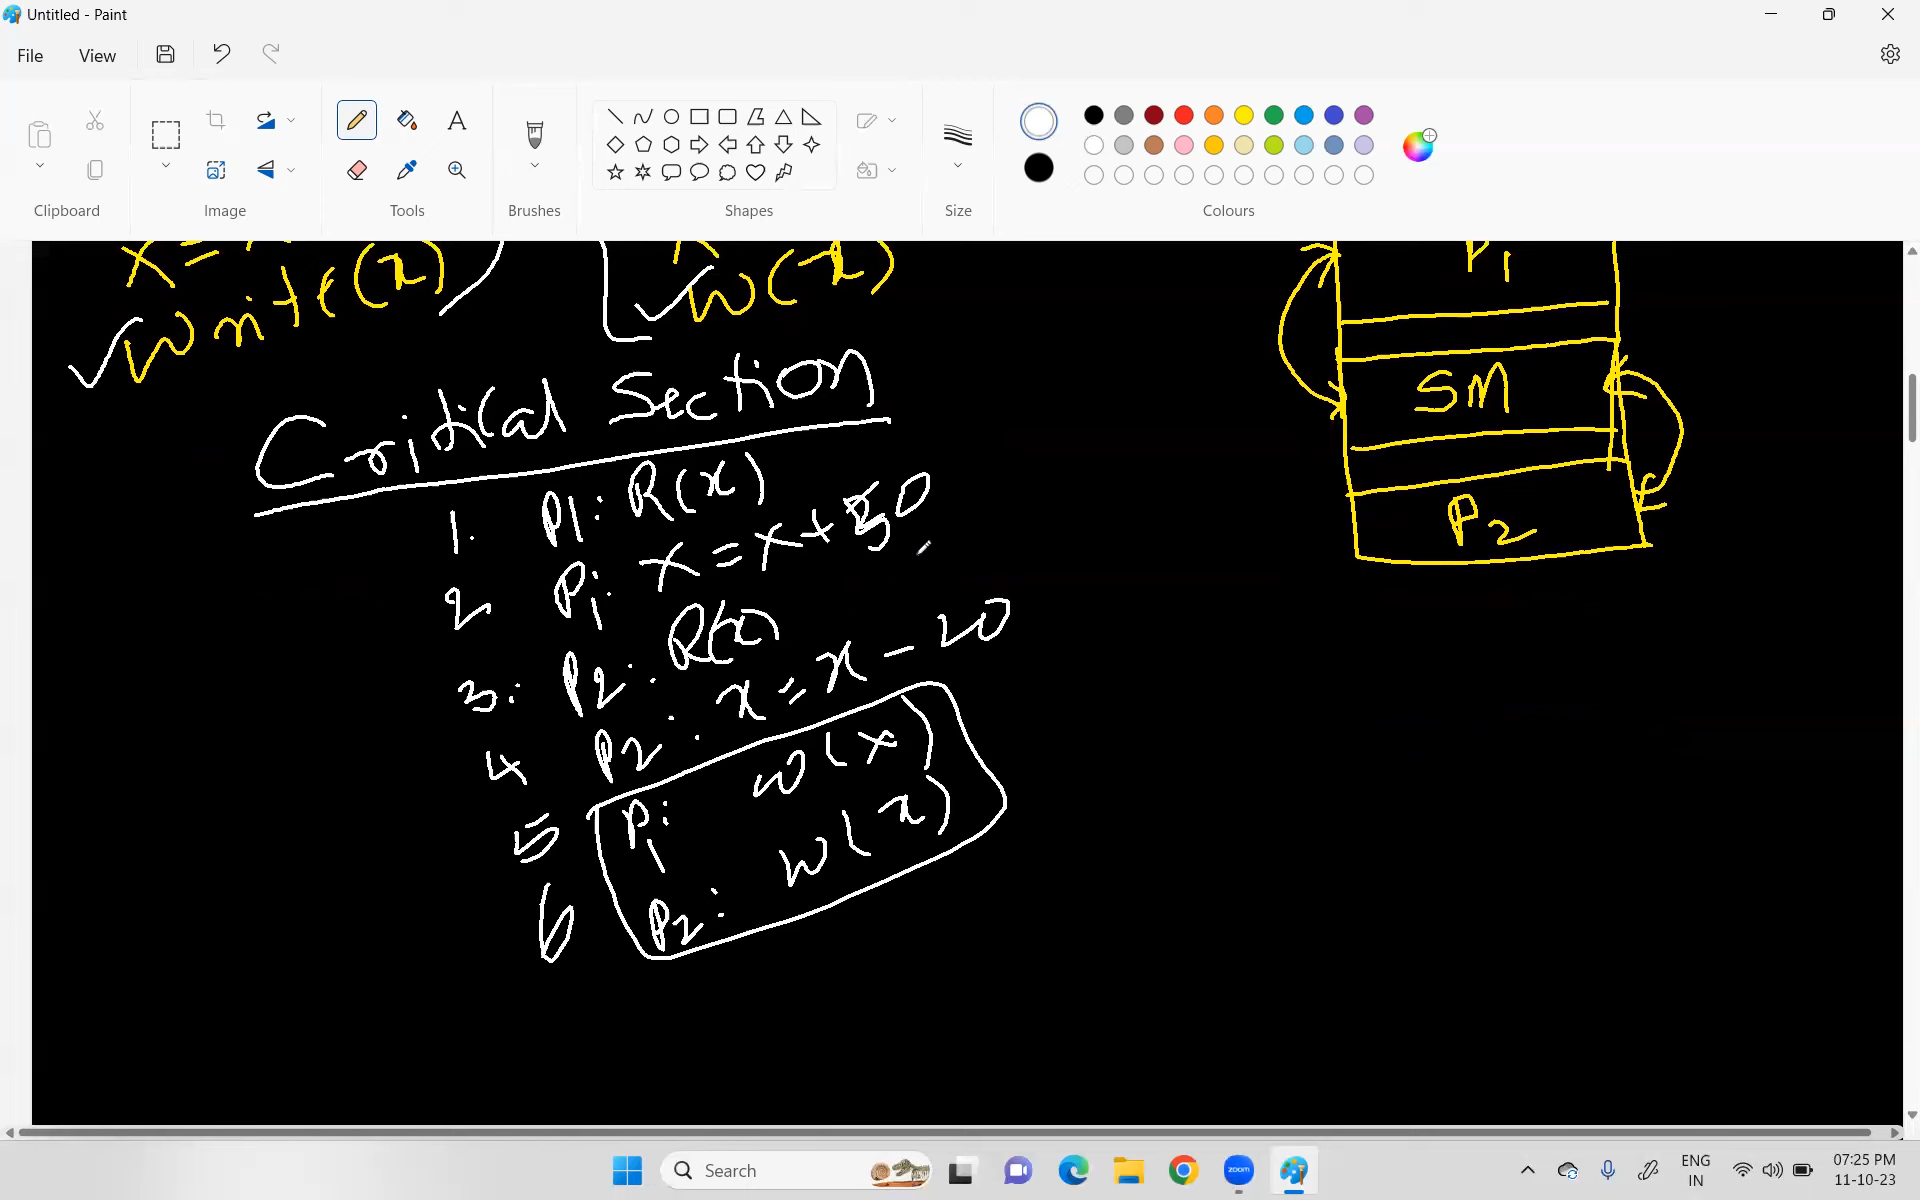 Untitled - Paint
File
View
Clipboard
Image
Tools
Brushes
Shapes
Size
Colours
x =
Write(x)
W(x)
Critical Section
1. P1: R(x)
2 P1: x = x + 50
3: P2: R(x)
4 P2: x = x - 20
5 P1: W(x)
6 P2: W(x)
P1
SM
P2
Search
zoom
ENG
IN
07:25 PM
11-10-23